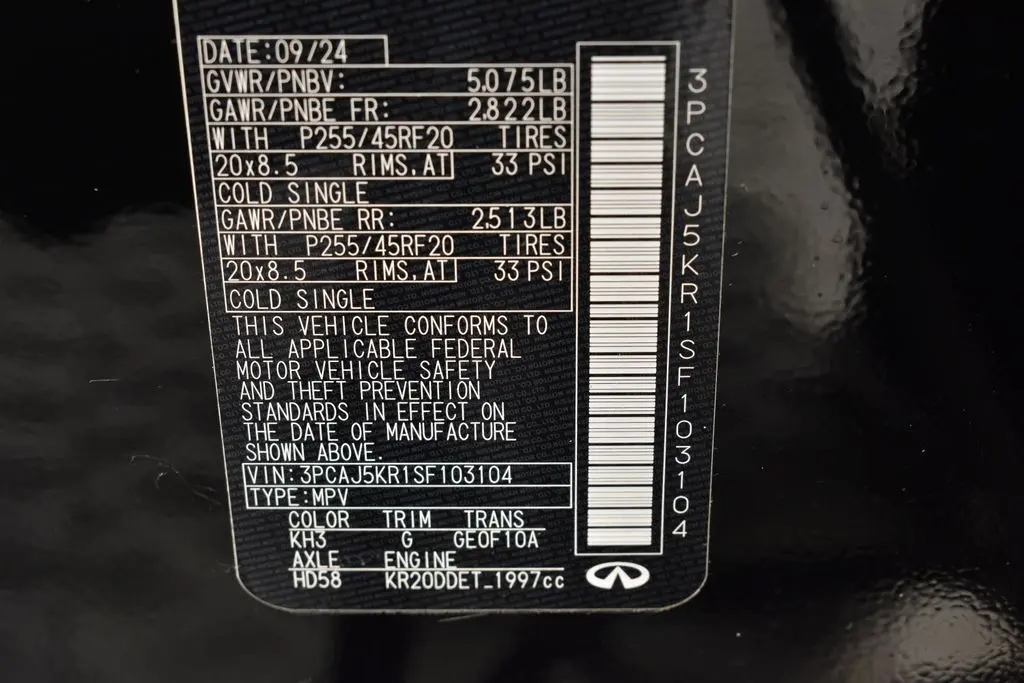 DATE:09/24
GVWR/PNBV: 5,075LB
GAWR/PNBE FR: 2,822LB
WITH P255/45RF20 TIRES
20x8.5 RIMS,AT 33 PSI
COLD SINGLE
GAWR/PNBE RR: 2,513LB
WITH P255/45RF20 TIRES
20x8.5 RIMS,AT 33 PSI
COLD SINGLE
THIS VEHICLE CONFORMS TO
ALL APPLICABLE FEDERAL
MOTOR VEHICLE SAFETY
AND THEFT PREVENTION
STANDARDS IN EFFECT ON
THE DATE OF MANUFACTURE
SHOWN ABOVE.
VIN:3PCAJ5KR1SF103104
TYPE:MPV
COLOR TRIM TRANS
KH3 G GE0F10A
AXLE ENGINE
HD58 KR20DDET_1997cc
3PCAJ5KR1SF103104